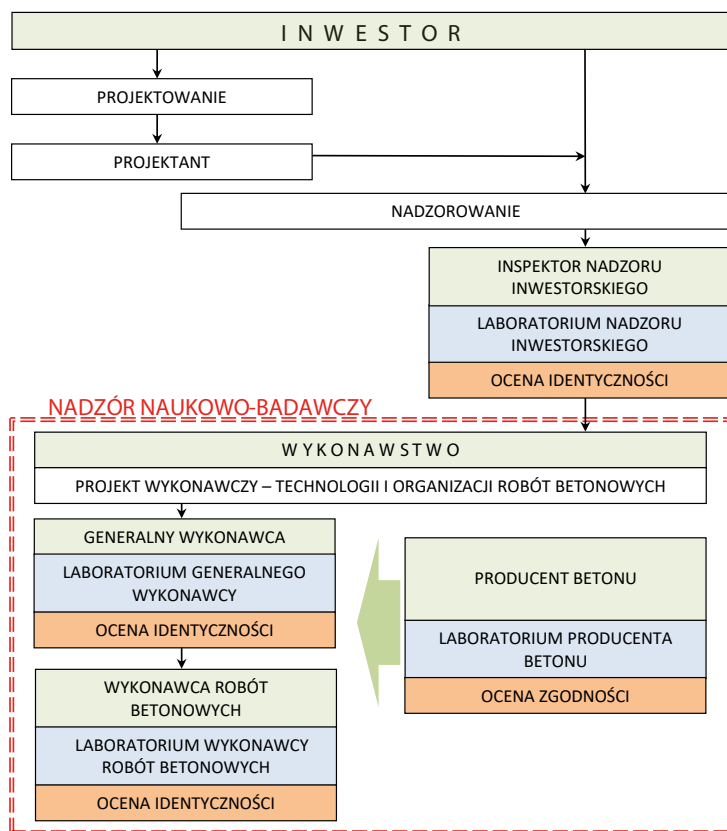 INWESTOR
PROJEKTOWANIE
PROJEKTANT
NADZOROWANIE
INSPEKTOR NADZORU
INWESTORSKIEGO
LABORATORIUM NADZORU
INWESTORSKIEGO
OCENA IDENTYCZNOŚCI
NADZÓR NAUKOWO-BADAWCZY
WYKONAWSTWO
PROJEKT WYKONAWCZY – TECHNOLOGII I ORGANIZACJI ROBÓT BETONOWYCH
GENERALNY WYKONAWCA
LABORATORIUM GENERALNEGO
WYKONAWCY
OCENA IDENTYCZNOŚCI
PRODUCENT BETONU
LABORATORIUM PRODUCENTA
BETONU
OCENA ZGODNOŚCI
WYKONAWCA ROBÓT
BETONOWYCH
LABORATORIUM WYKONAWCY
ROBÓT BETONOWYCH
OCENA IDENTYCZNOŚCI